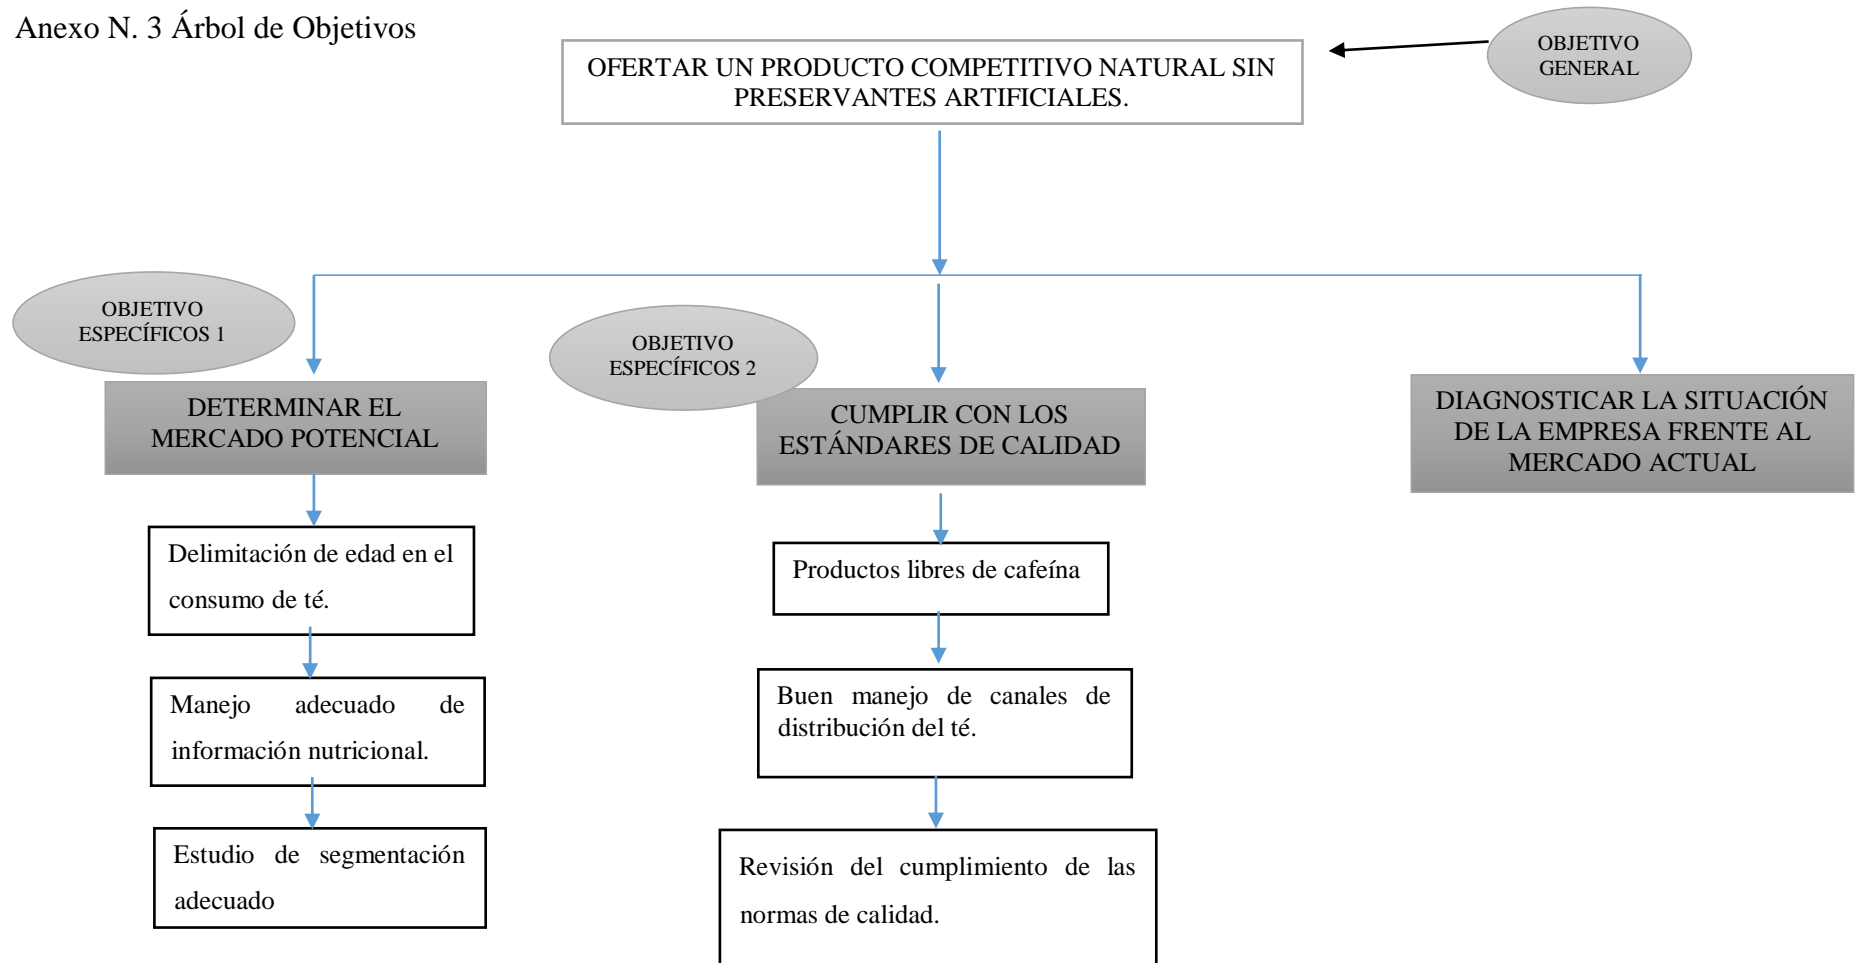 Anexo N. 3 Árbol de Objetivos
OFERTAR UN PRODUCTO COMPETITIVO NATURAL SIN
PRESERVANTES ARTIFICIALES.
OBJETIVO
GENERAL
OBJETIVO
ESPECÍFICOS 1
DETERMINAR EL
MERCADO POTENCIAL
Delimitación de edad en el
consumo de té.
Manejo adecuado de
información nutricional.
Estudio de segmentación
adecuado
OBJETIVO
ESPECÍFICOS 2
CUMPLIR CON LOS
ESTÁNDARES DE CALIDAD
Productos libres de cafeína
Buen manejo de canales de
distribución del té.
Revisión del cumplimiento de las
normas de calidad.
DIAGNOSTICAR LA SITUACIÓN
DE LA EMPRESA FRENTE AL
MERCADO ACTUAL